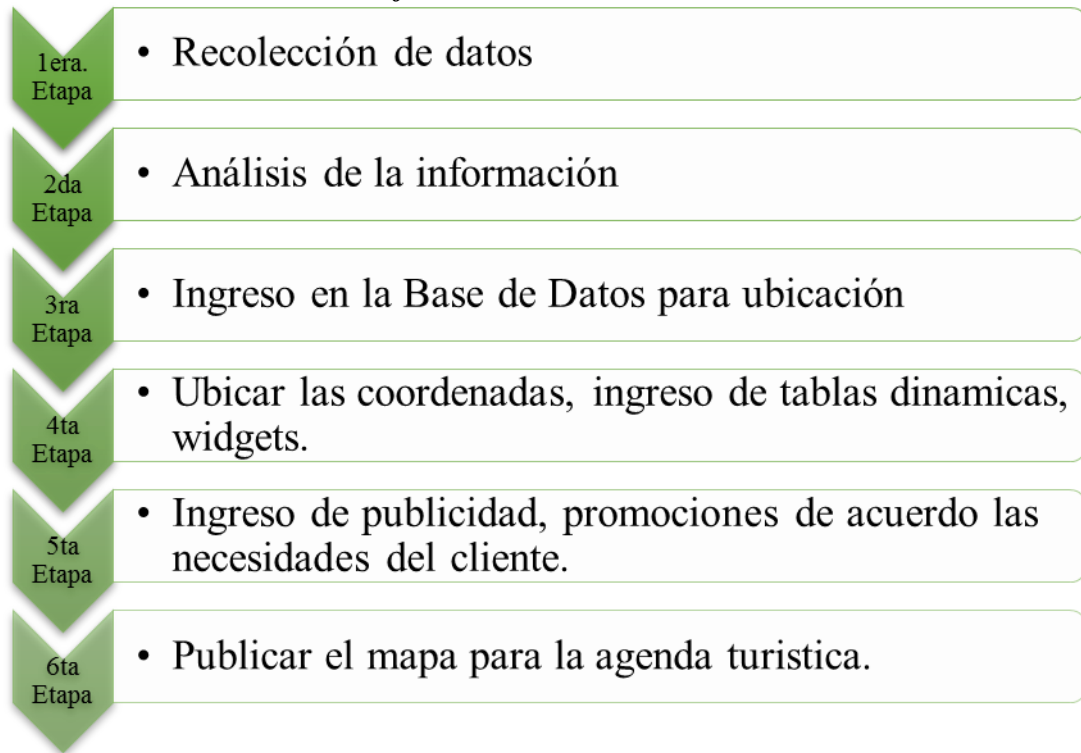 1era.
Etapa
• Recolección de datos
2da
Etapa
• Análisis de la información
3ra
Etapa
• Ingreso en la Base de Datos para ubicación
4ta
Etapa
• Ubicar las coordenadas, ingreso de tablas dinamicas,
widgets.
5ta
Etapa
• Ingreso de publicidad, promociones de acuerdo las
necesidades del cliente.
6ta
Etapa
• Publicar el mapa para la agenda turistica.